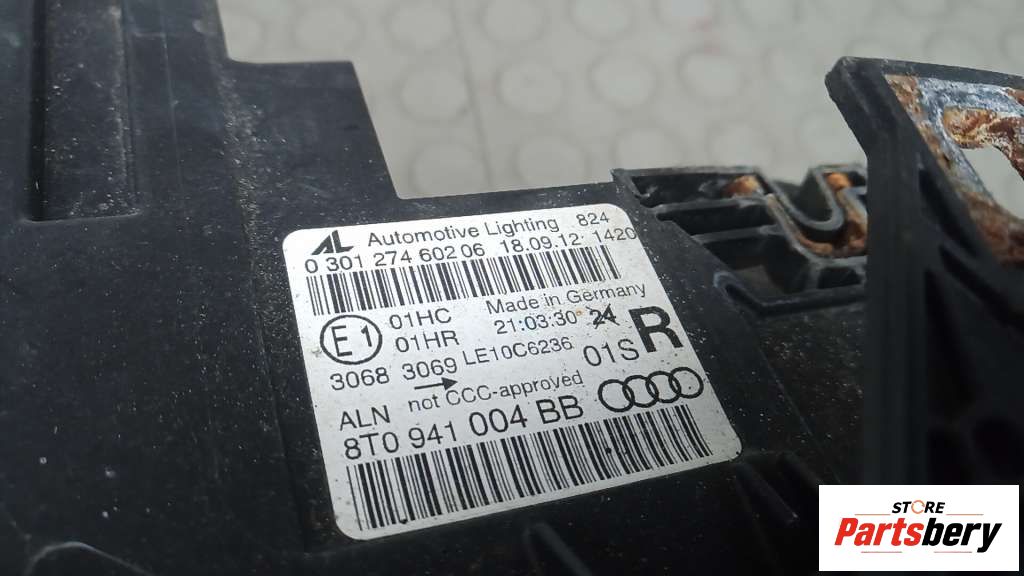 AL Automotive Lighting 824
0 301 274 602 06 18.09.12 1420
E1 01HC Made in Germany
01HR 21:03:30 24 R
3068 3069 LE10C6236 01S
not CCC-approved
ALN
8T0 941 004 BB
STORE
Partsbery